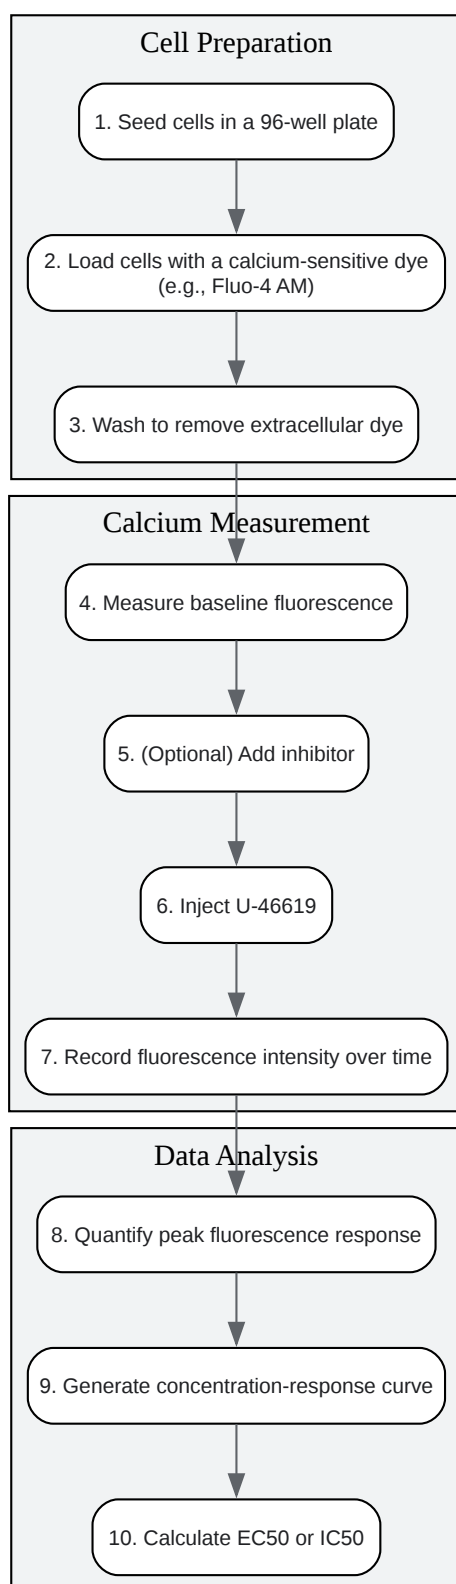 Cell Preparation
1. Seed cells in a 96-well plate
2. Load cells with a calcium-sensitive dye
(e.g., Fluo-4 AM)
3. Wash to remove extracellular dye
Calcium Measurement
4. Measure baseline fluorescence
5. (Optional) Add inhibitor
6. Inject U-46619
7. Record fluorescence intensity over time
Data Analysis
8. Quantify peak fluorescence response
9. Generate concentration-response curve
10. Calculate EC50 or IC50